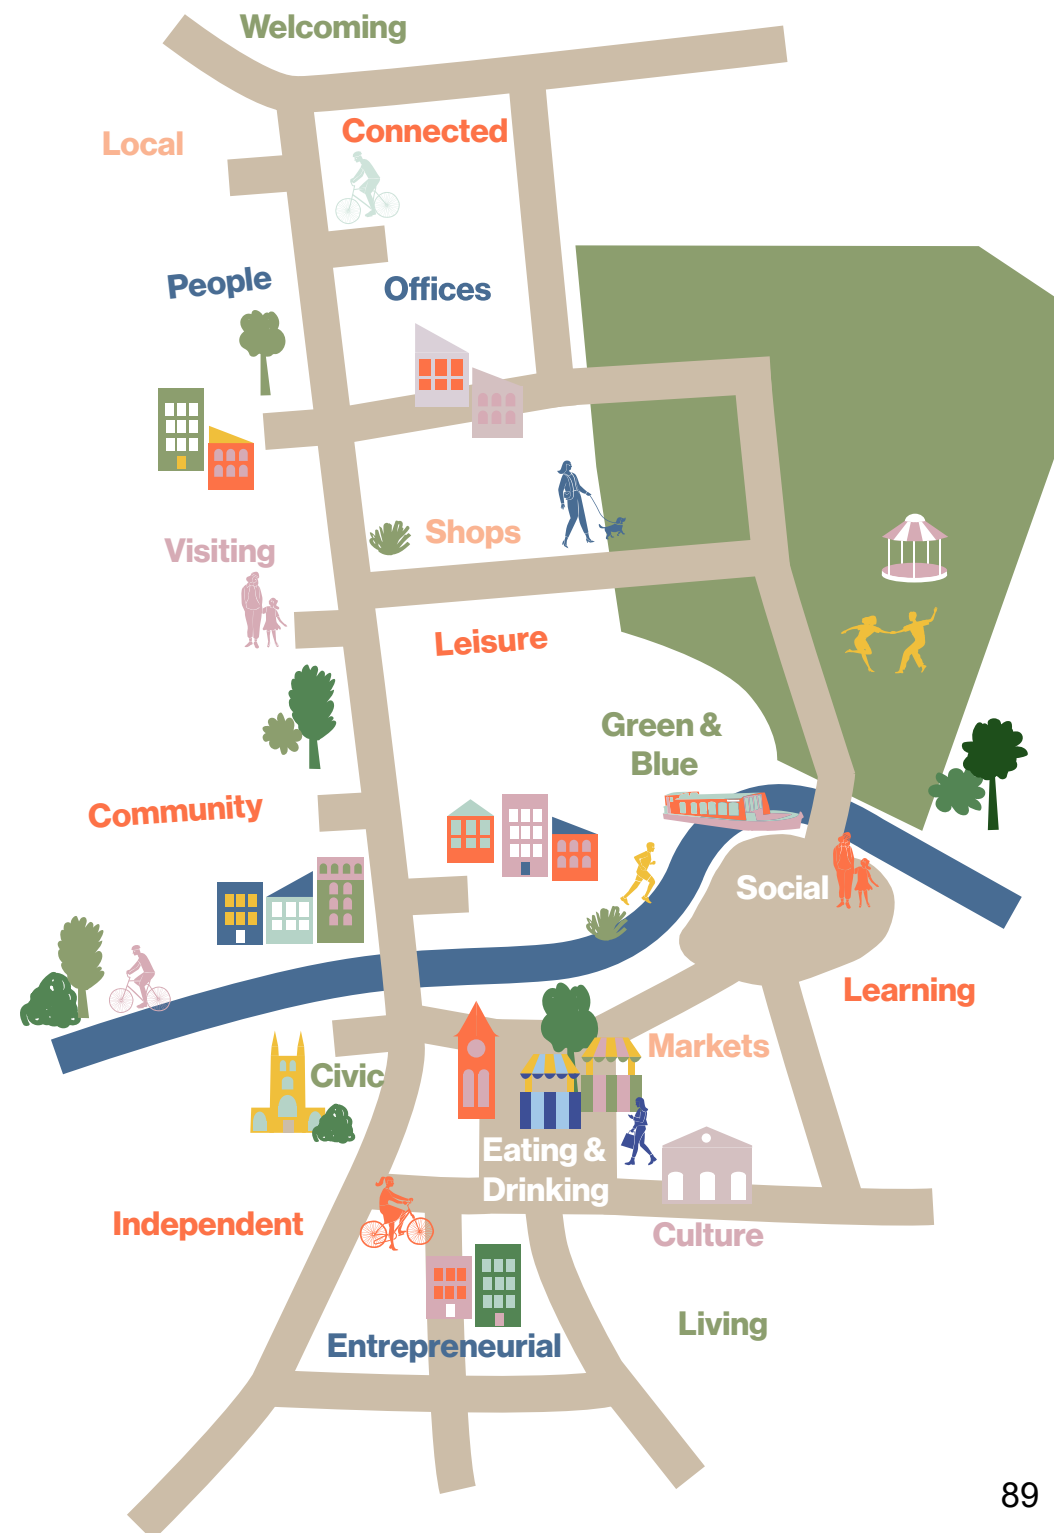 Welcoming
Connected
Local
People
Offices
Shops
Visiting
Leisure
Green &
Blue
Community
Social
Learning
Markets
Civic
Eating &
Drinking
Independent
Culture
Living
Entrepreneurial
89